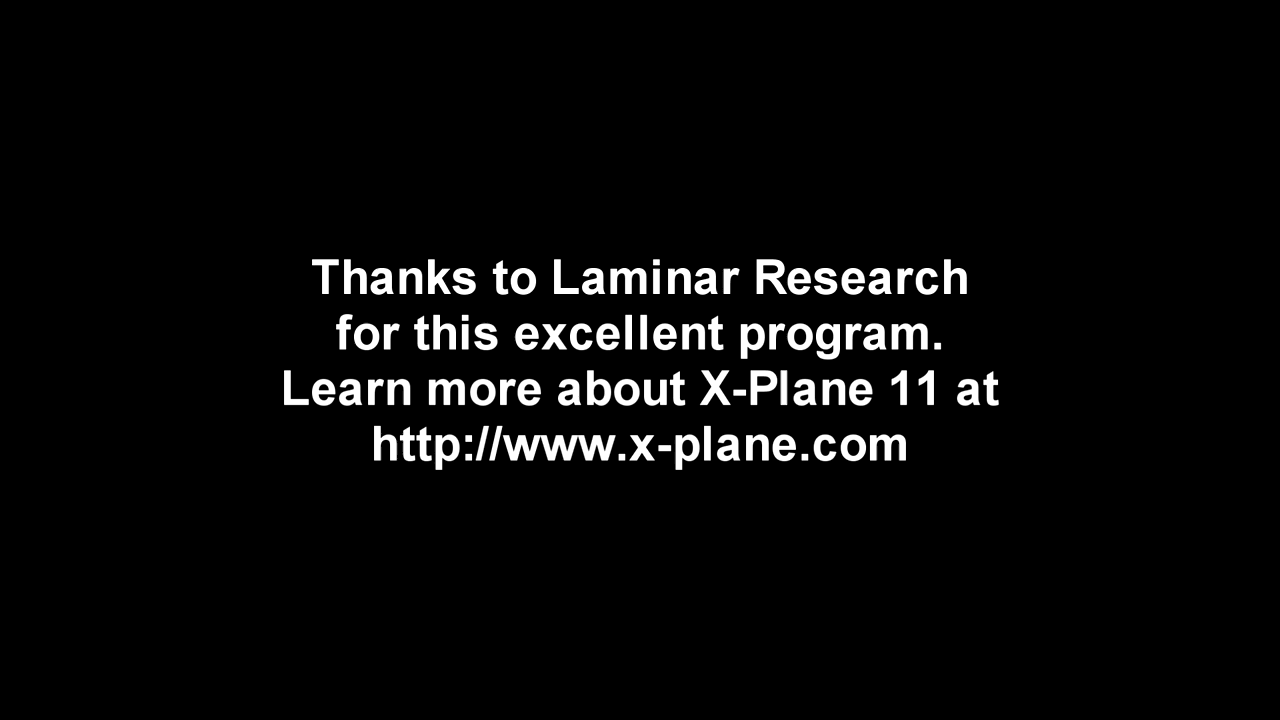 Thanks to Laminar Research
for this excellent program.
Learn more about X-Plane 11 at
http://www.x-plane.com